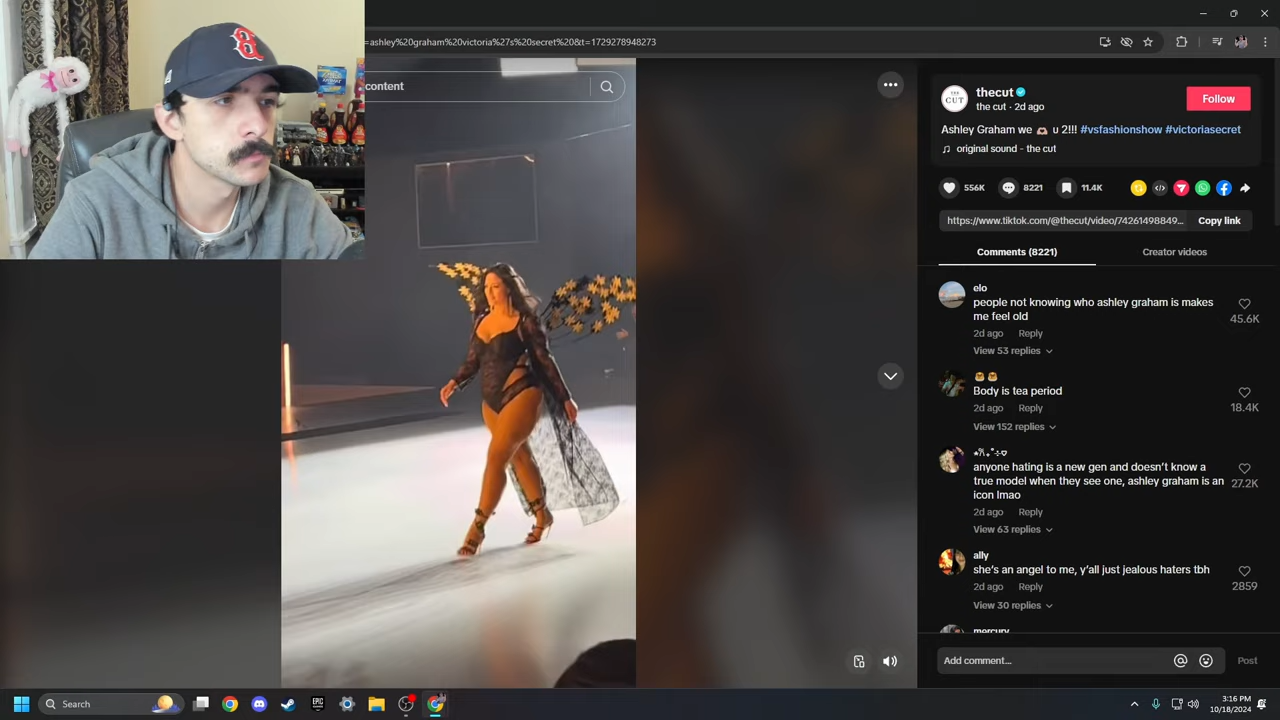 =ashley%20graham%20victoria%27s%20secret%20&t=1729278948273
content
thecut
the cut · 2d ago
Follow
CUT
Ashley Graham we 🫶 u 2!!! #vsfashionshow #victoriasecret
original sound - the cut
556K
8221
11.4K
https://www.tiktok.com/@thecut/video/74261498849...
Copy link
Comments (8221)
Creator videos
elo
people not knowing who ashley graham is makes
me feel old
45.6K
2d ago Reply
View 53 replies
Body is tea period
18.4K
2d ago Reply
View 152 replies
anyone hating is a new gen and doesn't know a
true model when they see one, ashley graham is an
icon lmao
27.2K
2d ago Reply
View 63 replies
ally
she's an angel to me, y'all just jealous haters tbh
2859
2d ago Reply
View 30 replies
mercury
Add comment...
Post
Search
EPIC
3:16 PM
10/18/2024